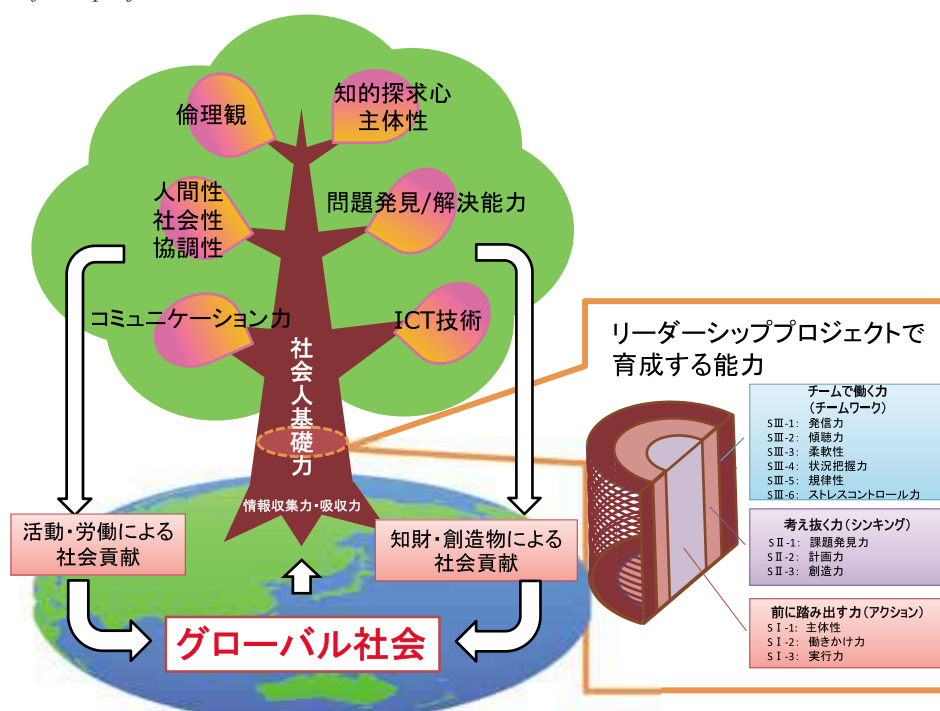 倫理観
知的探求心
主体性
人間性
社会性
協調性
問題発見/解決能力
コミュニケーション力
ICT技術
社会人基礎力
情報収集力・吸収力
活動・労働による
社会貢献
知財・創造物による
社会貢献
グローバル社会
リーダーシッププロジェクトで
育成する能力
チームで働く力
(チームワーク)
SⅢ-1: 発信力
SⅢ-2: 傾聴力
SⅢ-3: 柔軟性
SⅢ-4: 状況把握力
SⅢ-5: 規律性
SⅢ-6: ストレスコントロール力
考え抜く力(シンキング)
SⅡ-1: 課題発見力
SⅡ-2: 計画力
SⅡ-3: 創造力
前に踏み出す力(アクション)
SⅠ-1: 主体性
SⅠ-2: 働きかけ力
SⅠ-3: 実行力